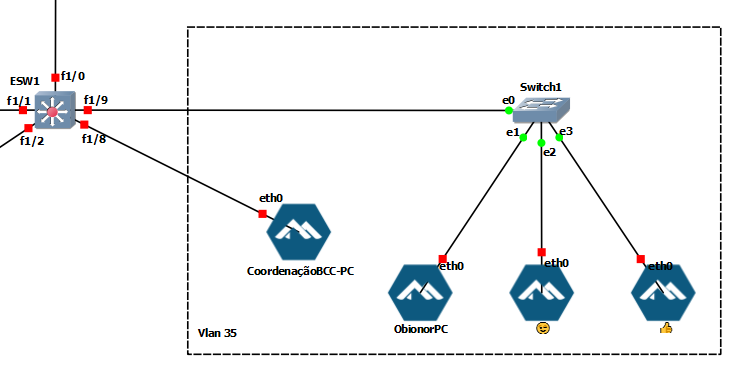 ESW1
f1/0
f1/1
f1/9
f1/2
f1/8
Switch1
e0
e1
e2
e3
eth0
CoordenaçãoBCC-PC
eth0
eth0
eth0
ObionorPC
😉
👍
Vlan 35